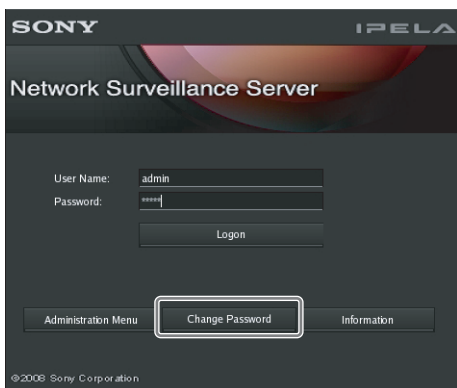 SONY
IPELA
Network Surveillance Server
User Name: admin
Password: *****
Logon
Administration Menu Change Password Information
©2008 Sony Corporation